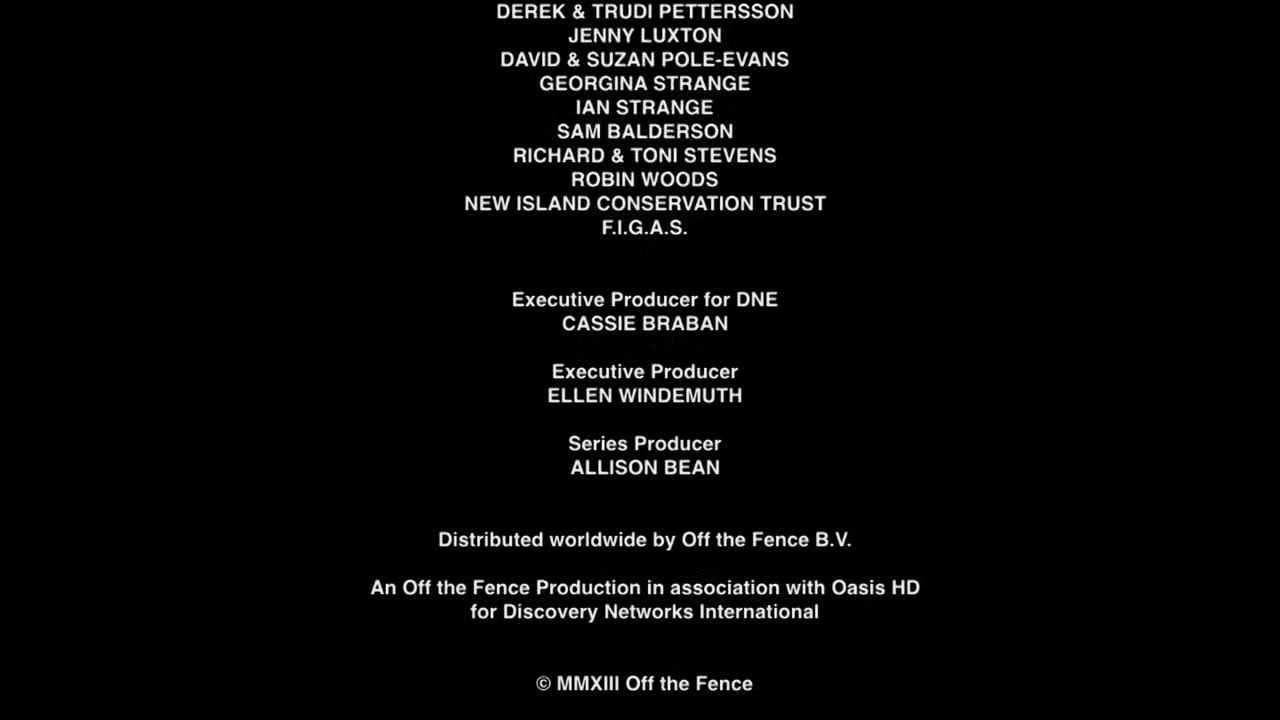 DEREK & TRUDI PETTERSSON
JENNY LUXTON
DAVID & SUZAN POLE-EVANS
GEORGINA STRANGE
IAN STRANGE
SAM BALDERSON
RICHARD & TONI STEVENS
ROBIN WOODS
NEW ISLAND CONSERVATION TRUST
F.I.G.A.S.
Executive Producer for DNE
CASSIE BRABAN
Executive Producer
ELLEN WINDEMUTH
Series Producer
ALLISON BEAN
Distributed worldwide by Off the Fence B.V.
An Off the Fence Production in association with Oasis HD
for Discovery Networks International
© MMXIII Off the Fence